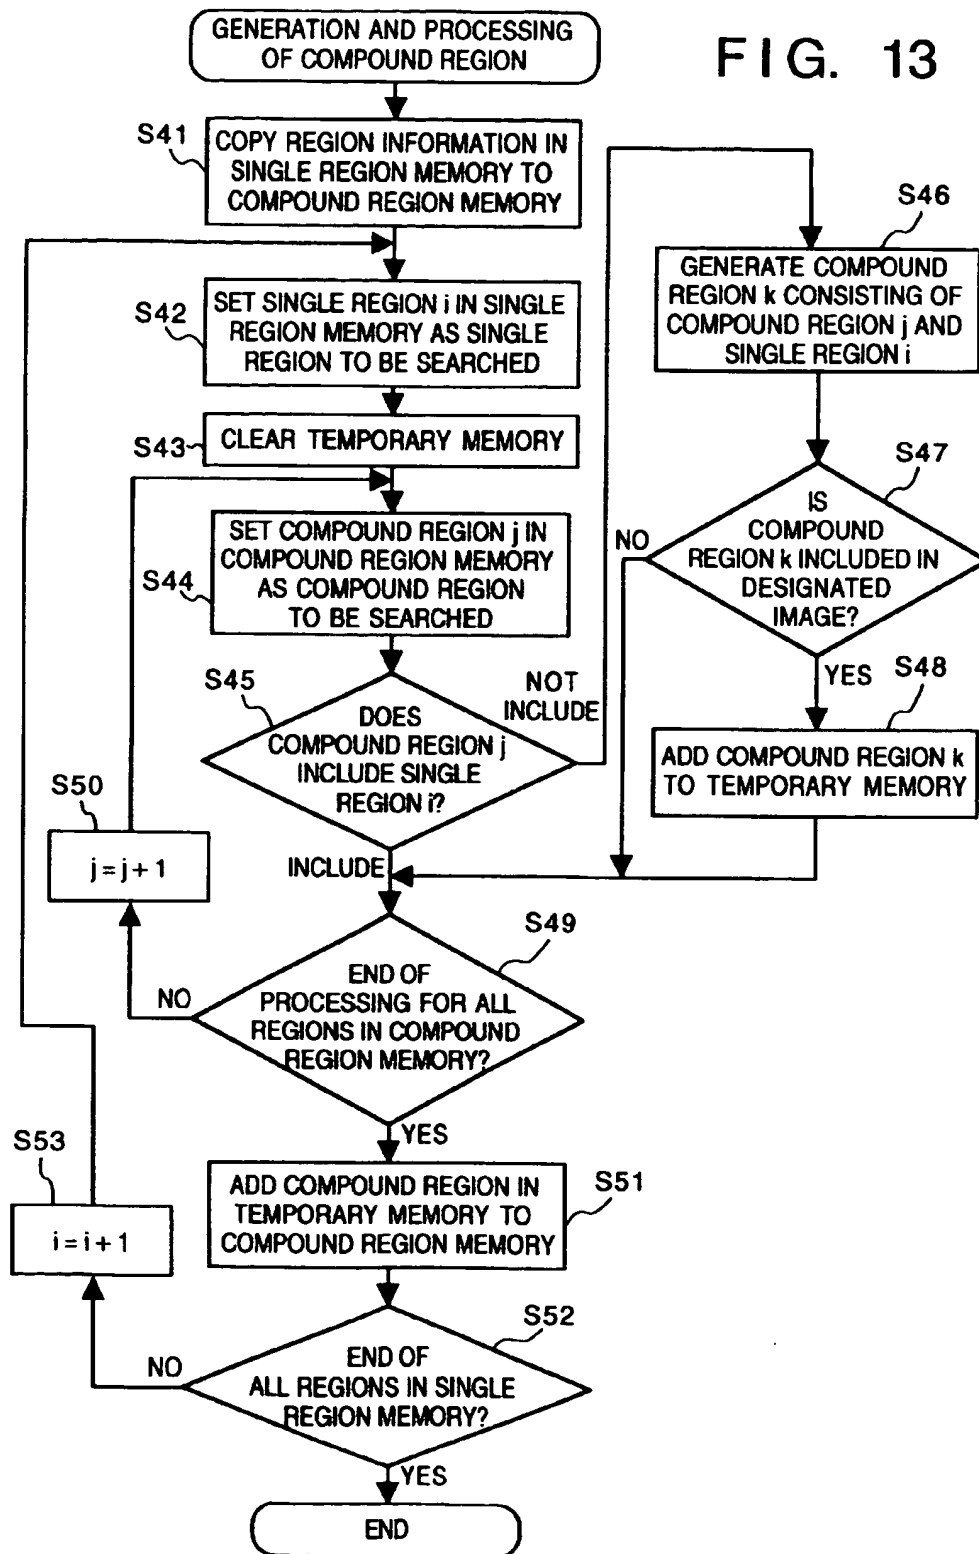 GENERATION AND PROCESSING
OF COMPOUND REGION
FIG. 13
S41
COPY REGION INFORMATION IN
SINGLE REGION MEMORY TO
COMPOUND REGION MEMORY
S42
SET SINGLE REGION i IN SINGLE
REGION MEMORY AS SINGLE
REGION TO BE SEARCHED
S43
CLEAR TEMPORARY MEMORY
S44
SET COMPOUND REGION j IN
COMPOUND REGION MEMORY
AS COMPOUND REGION
TO BE SEARCHED
S45
DOES
COMPOUND REGION j
INCLUDE SINGLE
REGION i?
NOT
INCLUDE
INCLUDE
S46
GENERATE COMPOUND
REGION k CONSISTING OF
COMPOUND REGION j AND
SINGLE REGION i
S47
IS
COMPOUND
REGION k INCLUDED IN
DESIGNATED
IMAGE?
NO
YES
S48
ADD COMPOUND REGION k
TO TEMPORARY MEMORY
S50
j = j + 1
S49
END OF
PROCESSING FOR ALL
REGIONS IN COMPOUND
REGION MEMORY?
NO
YES
S51
ADD COMPOUND REGION IN
TEMPORARY MEMORY TO
COMPOUND REGION MEMORY
S53
i = i + 1
S52
END OF
ALL REGIONS IN SINGLE
REGION MEMORY?
NO
YES
END